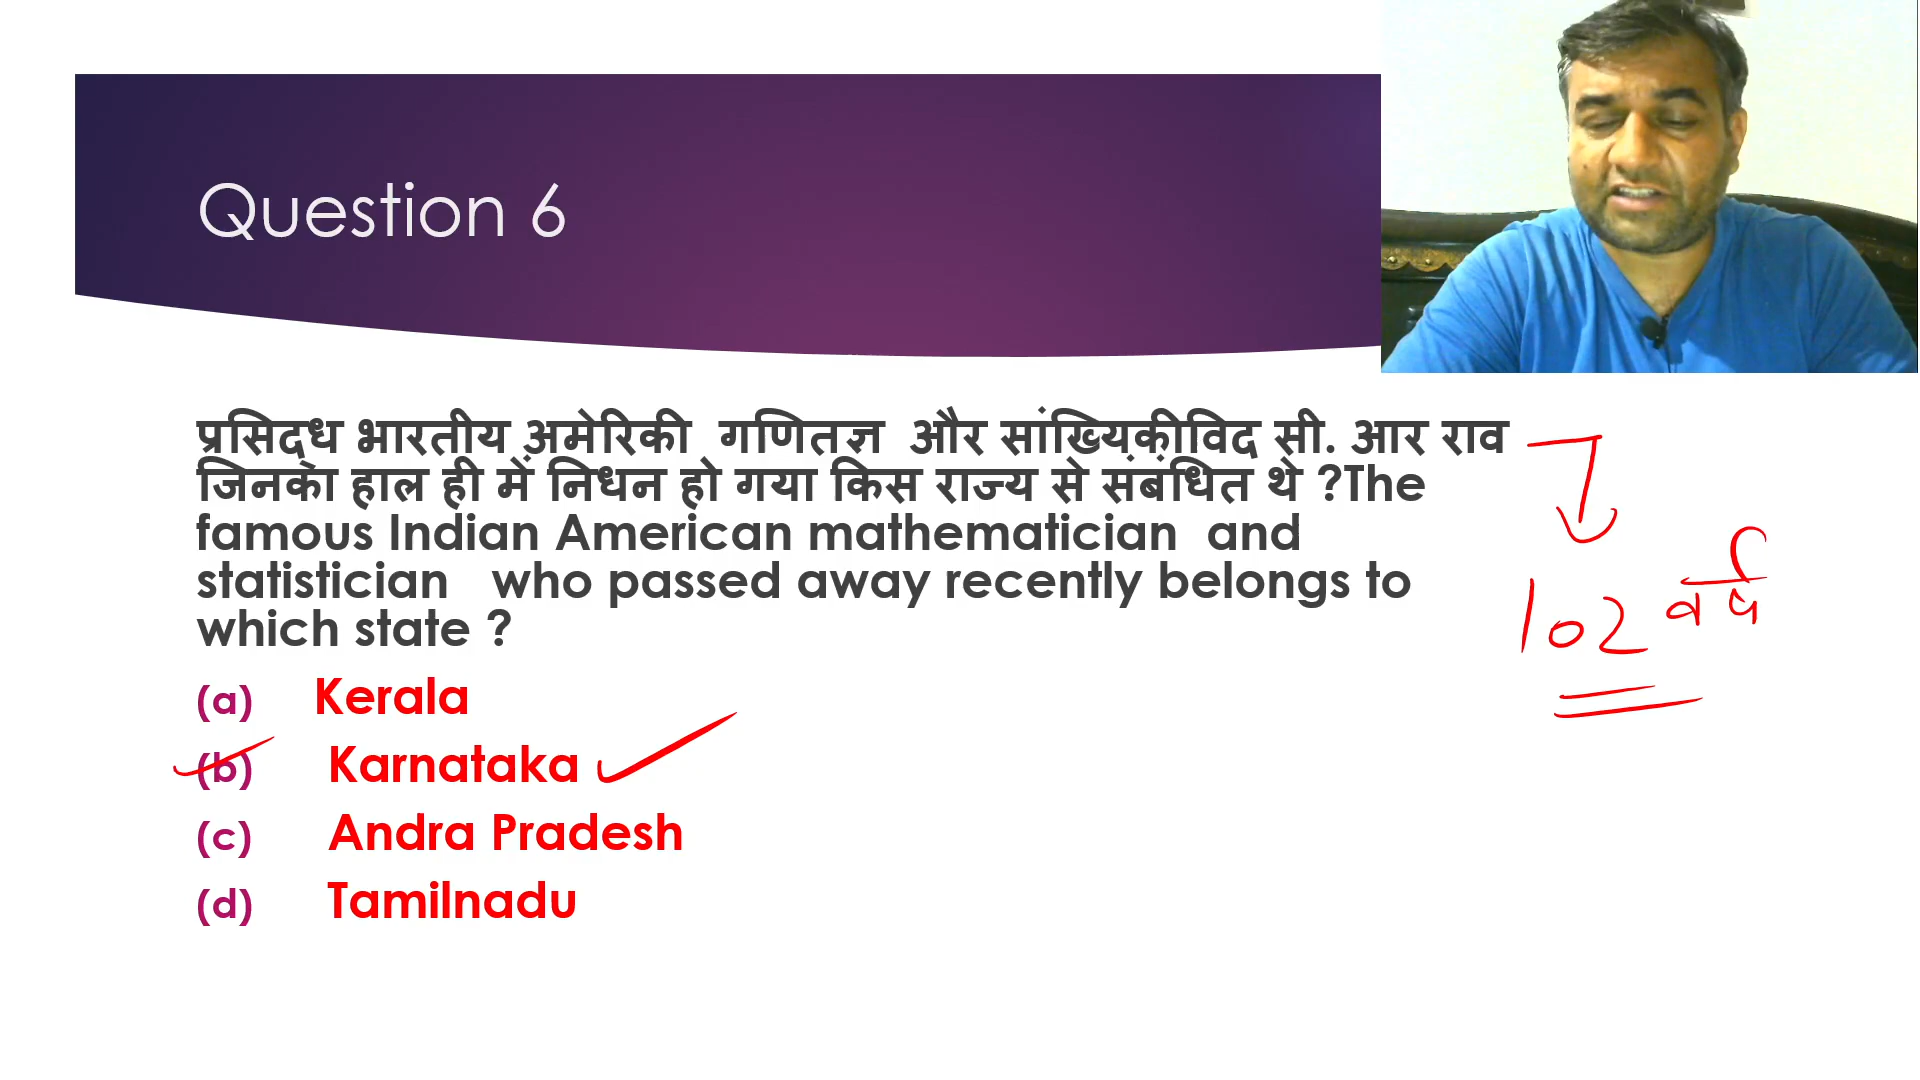 Question 6
प्रसिद्ध भारतीय अमेरिकी गणितज्ञ और सांख्यिकीविद सी. आर राव
जिनका हाल ही में निधन हो गया किस राज्य से संबंधित थे ?The
famous Indian American mathematician and
statistician who passed away recently belongs to
which state ?
102 वर्ष
(a) Kerala
(b) Karnataka
(c) Andra Pradesh
(d) Tamilnadu